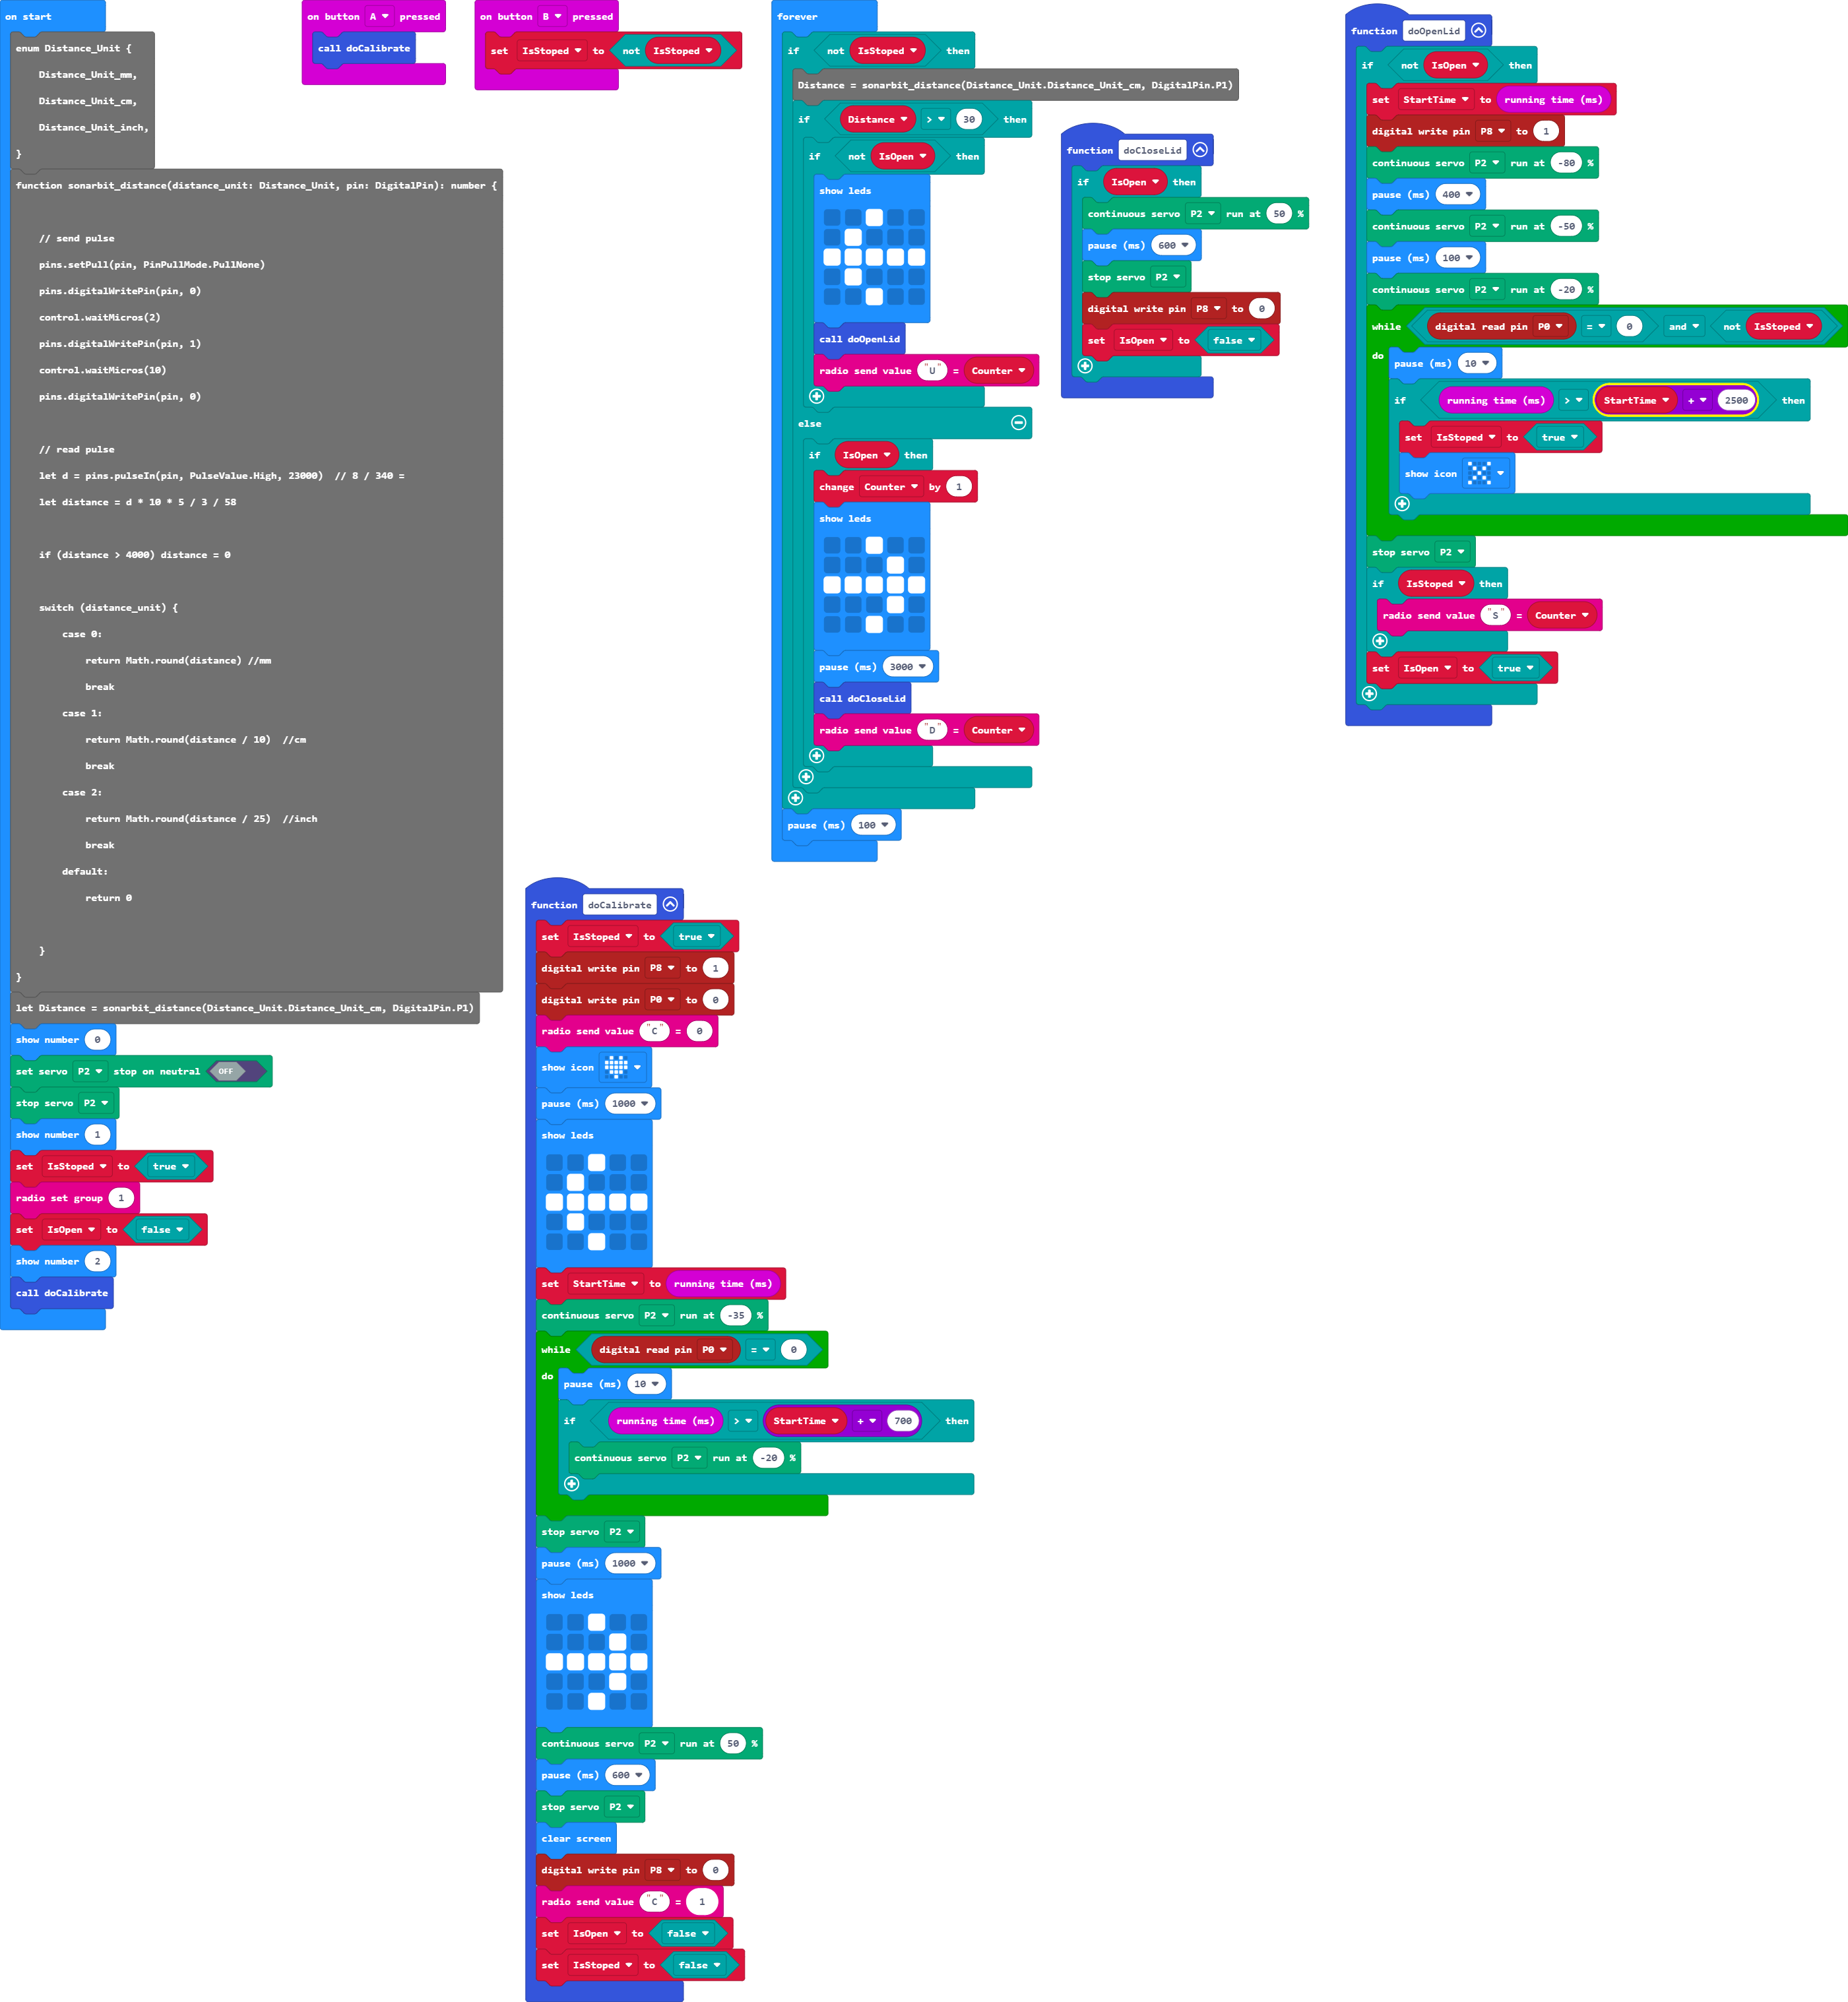 on start
enum Distance_Unit {
Distance_Unit_mm,
Distance_Unit_cm,
Distance_Unit_inch,
}
function sonarbit_distance(distance_unit: Distance_Unit, pin: DigitalPin): number {
// send pulse
pins.setPull(pin, PinPullMode.PullNone)
pins.digitalWritePin(pin, 0)
control.waitMicros(2)
pins.digitalWritePin(pin, 1)
control.waitMicros(10)
pins.digitalWritePin(pin, 0)
// read pulse
let d = pins.pulseIn(pin, PulseValue.High, 23000)  // 8 / 340 =
let distance = d * 10 * 5 / 3 / 58
if (distance > 4000) distance = 0
switch (distance_unit) {
case 0:
return Math.round(distance) //mm
break
case 1:
return Math.round(distance / 10)  //cm
break
case 2:
return Math.round(distance / 25)  //inch
break
default:
return 0
}
}
let Distance = sonarbit_distance(Distance_Unit.Distance_Unit_cm, DigitalPin.P1)
show number 0
set servo P2 stop on neutral OFF
stop servo P2
show number 1
set IsStoped to true
radio set group 1
set IsOpen to false
show number 2
call doCalibrate
on button A pressed
call doCalibrate
on button B pressed
set IsStoped to not IsStoped
forever
if not IsStoped then
Distance = sonarbit_distance(Distance_Unit.Distance_Unit_cm, DigitalPin.P1)
if Distance > 30 then
if not IsOpen then
show leds
call doOpenLid
radio send value "U" = Counter
else
if IsOpen then
change Counter by 1
show leds
pause (ms) 3000
call doCloseLid
radio send value "D" = Counter
pause (ms) 100
function doCloseLid
if IsOpen then
continuous servo P2 run at 50 %
pause (ms) 600
stop servo P2
digital write pin P8 to 0
set IsOpen to false
function doOpenLid
if not IsOpen then
set StartTime to running time (ms)
digital write pin P8 to 1
continuous servo P2 run at -80 %
pause (ms) 400
continuous servo P2 run at -50 %
pause (ms) 100
continuous servo P2 run at -20 %
while digital read pin P0 = 0 and not IsStoped
do
pause (ms) 10
if running time (ms) > StartTime + 2500 then
set IsStoped to true
show icon
stop servo P2
if IsStoped then
radio send value "S" = Counter
set IsOpen to true
function doCalibrate
set IsStoped to true
digital write pin P8 to 1
digital write pin P0 to 0
radio send value "C" = 0
show icon
pause (ms) 1000
show leds
set StartTime to running time (ms)
continuous servo P2 run at -35 %
while digital read pin P0 = 0
do
pause (ms) 10
if running time (ms) > StartTime + 700 then
continuous servo P2 run at -20 %
stop servo P2
pause (ms) 1000
show leds
continuous servo P2 run at 50 %
pause (ms) 600
stop servo P2
clear screen
digital write pin P8 to 0
radio send value "C" = 1
set IsOpen to false
set IsStoped to false